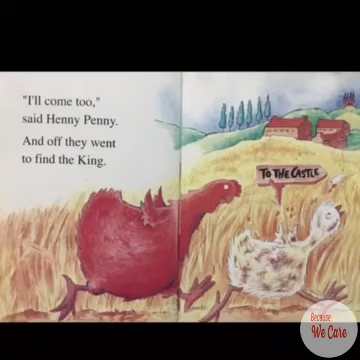 "I'll come too,"
said Henny Penny.
And off they went
to find the King.
TO THE CASTLE
Because
We Care